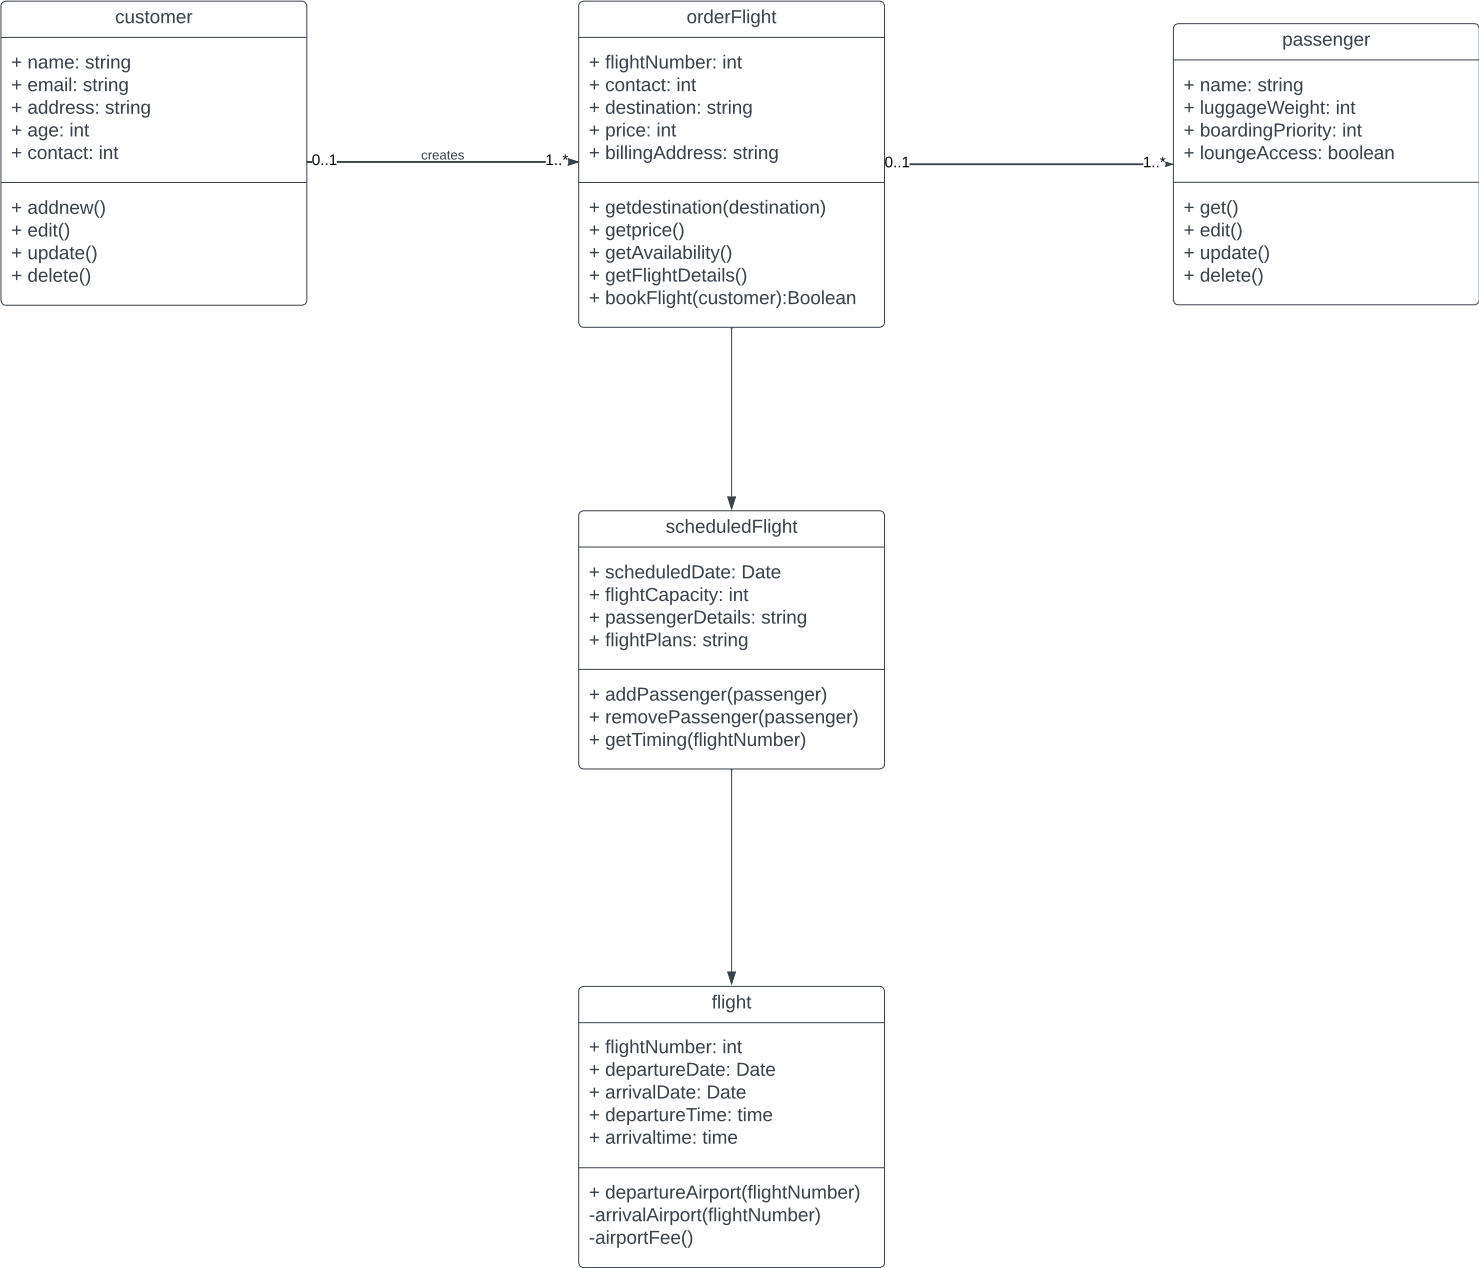 customer
+ name: string
+ email: string
+ address: string
+ age: int
+ contact: int
+ addnew()
+ edit()
+ update()
+ delete()
0..1
creates
1..*
orderFlight
+ flightNumber: int
+ contact: int
+ destination: string
+ price: int
+ billingAddress: string
+ getdestination(destination)
+ getprice()
+ getAvailability()
+ getFlightDetails()
+ bookFlight(customer):Boolean
0..1
1..*
passenger
+ name: string
+ luggageWeight: int
+ boardingPriority: int
+ loungeAccess: boolean
+ get()
+ edit()
+ update()
+ delete()
scheduledFlight
+ scheduledDate: Date
+ flightCapacity: int
+ passengerDetails: string
+ flightPlans: string
+ addPassenger(passenger)
+ removePassenger(passenger)
+ getTiming(flightNumber)
flight
+ flightNumber: int
+ departureDate: Date
+ arrivalDate: Date
+ departureTime: time
+ arrivaltime: time
+ departureAirport(flightNumber)
-arrivalAirport(flightNumber)
-airportFee()